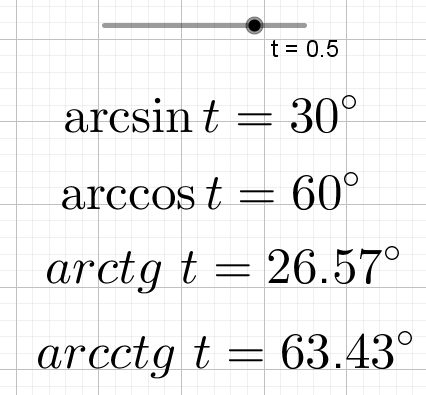 t = 0.5
arcsin t = 30°
arccos t = 60°
arctg t = 26.57°
arcctg t = 63.43°